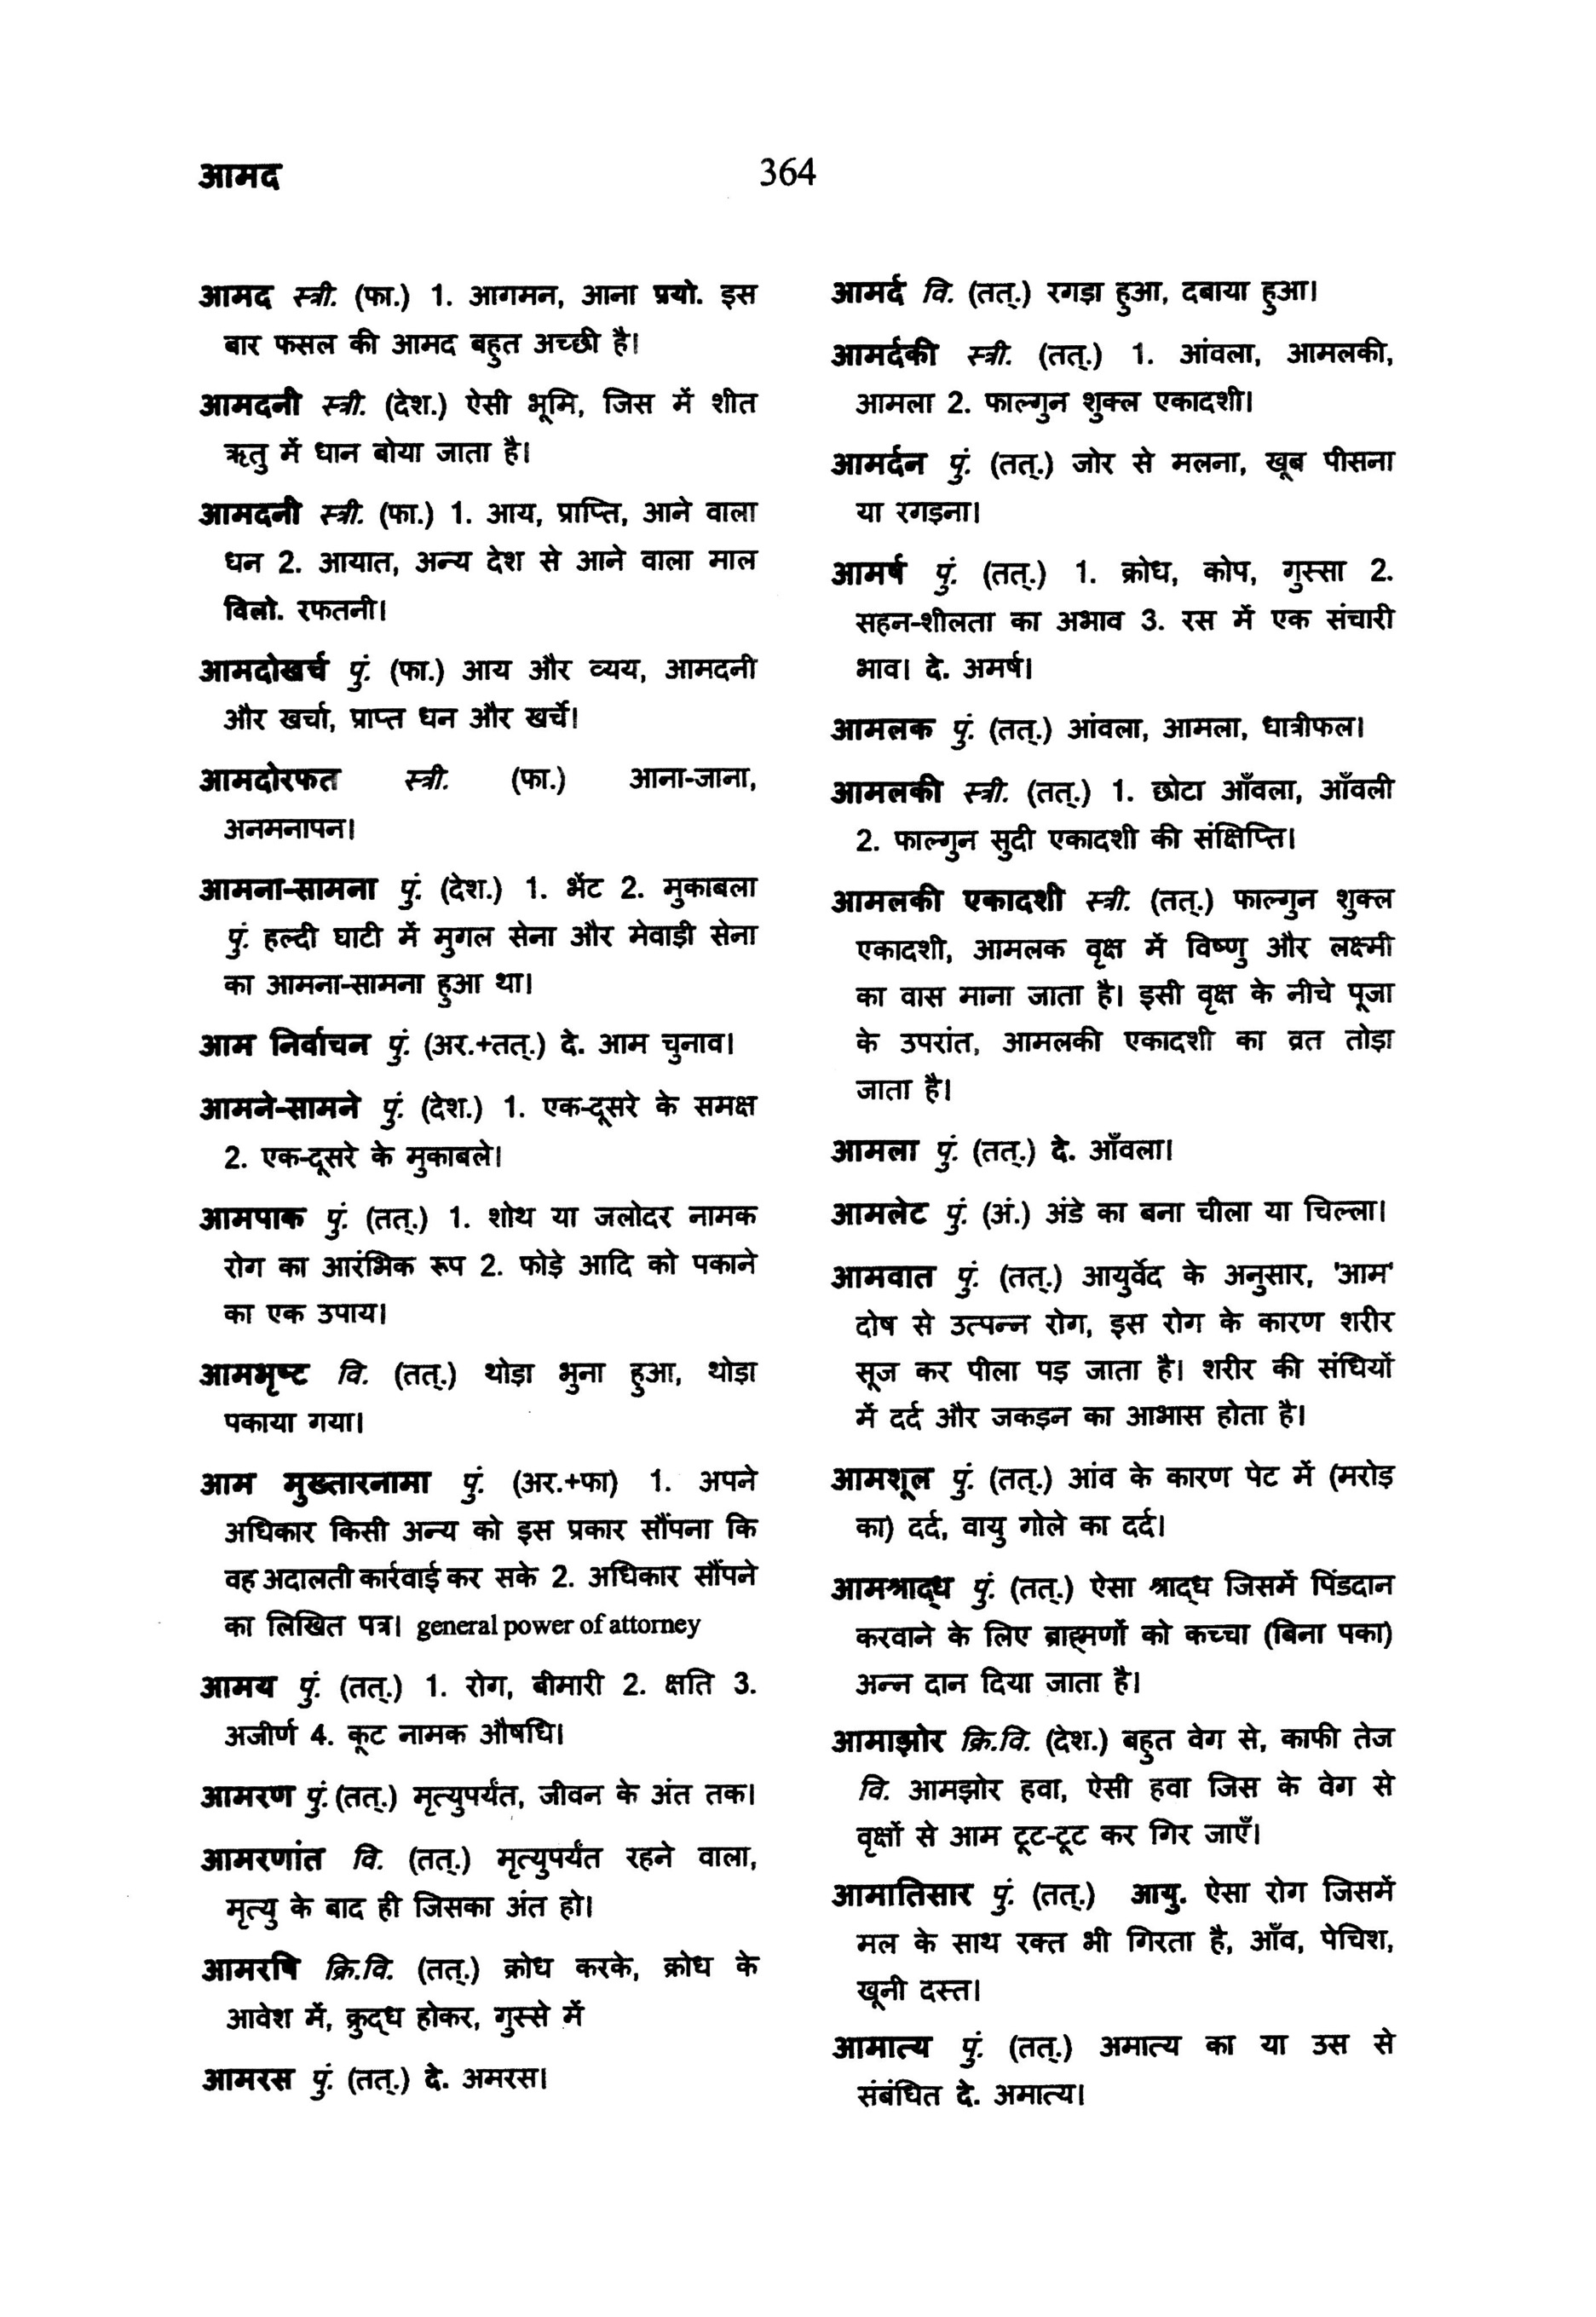 आमद
364
आमद स्त्री. (फा.) 1. आगमन, आना प्रयो. इस
बार फसल की आमद बहुत अच्छी है।
आमदनी स्त्री. (देश.) ऐसी भूमि, जिस में शीत
ऋतु में धान बोया जाता है।
आमदनी स्त्री. (फा.) 1. आय, प्राप्ति, आने वाला
धन 2. आयात, अन्य देश से आने वाला माल
विलो. रफतनी।
आमदोखर्च पुं. (फा.) आय और व्यय, आमदनी
और खर्चा, प्राप्त धन और खर्चे।
आमदोरफत स्त्री. (फा.) आना-जाना,
अनमनापन।
आमना-सामना पुं. (देश.) 1. भेंट 2. मुकाबला
पुं. हल्दी घाटी में मुगल सेना और मेवाड़ी सेना
का आमना-सामना हुआ था।
आम निर्वाचन पुं. (अर.+तत्.) दे. आम चुनाव।
आमने-सामने पुं. (देश.) 1. एक-दूसरे के समक्ष
2. एक-दूसरे के मुकाबले।
आमपाक पुं. (तत्.) 1. शोथ या जलोदर नामक
रोग का आरंभिक रूप 2. फोड़े आदि को पकाने
का एक उपाय।
आमभृष्ट वि. (तत्.) थोड़ा भुना हुआ, थोड़ा
पकाया गया।
आम मुख्तारनामा पुं. (अर.+फा) 1. अपने
अधिकार किसी अन्य को इस प्रकार सौंपना कि
वह अदालती कार्रवाई कर सके 2. अधिकार सौंपने
का लिखित पत्र। general power of attorney
आमय पुं. (तत्.) 1. रोग, बीमारी 2. क्षति 3.
अजीर्ण 4. कूट नामक औषधि।
आमरण पुं. (तत्.) मृत्युपर्यंत, जीवन के अंत तक।
आमरणांत वि. (तत्.) मृत्युपर्यंत रहने वाला,
मृत्यु के बाद ही जिसका अंत हो।
आमरषि क्रि.वि. (तत्.) क्रोध करके, क्रोध के
आवेश में, क्रुद्ध होकर, गुस्से में
आमरस पुं. (तत्.) दे. अमरस।
आमर्द वि. (तत्.) रगड़ा हुआ, दबाया हुआ।
आमर्दकी स्त्री. (तत्.) 1. आंवला, आमलकी,
आमला 2. फाल्गुन शुक्ल एकादशी।
आमर्दन पुं. (तत्.) जोर से मलना, खूब पीसना
या रगड़ना।
आमर्ष पुं. (तत्.) 1. क्रोध, कोप, गुस्सा 2.
सहन-शीलता का अभाव 3. रस में एक संचारी
भाव। दे. अमर्ष।
आमलक पुं. (तत्.) आंवला, आमला, धात्रीफल।
आमलकी स्त्री. (तत्.) 1. छोटा आँवला, आँवली
2. फाल्गुन सुदी एकादशी की संक्षिप्ति।
आमलकी एकादशी स्त्री. (तत्.) फाल्गुन शुक्ल
एकादशी, आमलक वृक्ष में विष्णु और लक्ष्मी
का वास माना जाता है। इसी वृक्ष के नीचे पूजा
के उपरांत, आमलकी एकादशी का व्रत तोड़ा
जाता है।
आमला पुं. (तत्.) दे. आँवला।
आमलेट पुं. (अं.) अंडे का बना चीला या चिल्ला।
आमवात पुं. (तत्.) आयुर्वेद के अनुसार, 'आम'
दोष से उत्पन्न रोग, इस रोग के कारण शरीर
सूज कर पीला पड़ जाता है। शरीर की संधियों
में दर्द और जकड़न का आभास होता है।
आमशूल पुं. (तत्.) आंव के कारण पेट में (मरोड़
का) दर्द, वायु गोले का दर्द।
आमश्राद्ध पुं. (तत्.) ऐसा श्राद्ध जिसमें पिंडदान
करवाने के लिए ब्राह्मणों को कच्चा (बिना पका)
अन्न दान दिया जाता है।
आमाझोर क्रि.वि. (देश.) बहुत वेग से, काफी तेज
वि. आमझोर हवा, ऐसी हवा जिस के वेग से
वृक्षों से आम टूट-टूट कर गिर जाएँ।
आमातिसार पुं. (तत्.) आयु. ऐसा रोग जिसमें
मल के साथ रक्त भी गिरता है, आँव, पेचिश,
खूनी दस्त।
आमात्य पुं. (तत्.) अमात्य का या उस से
संबंधित दे. अमात्य।